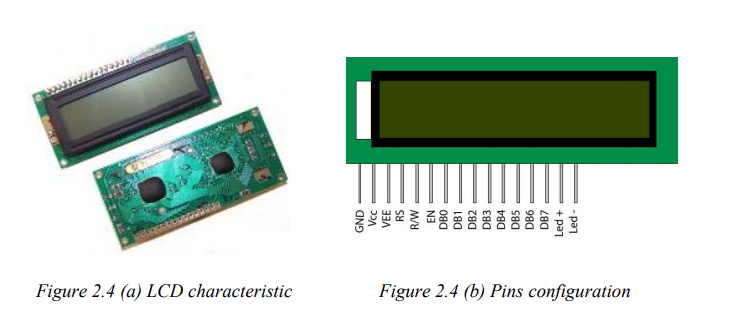 GND
Vcc
VEE
RS
R/W
EN
DB0
DB1
DB2
DB3
DB4
DB5
DB6
DB7
Led +
Led -
Figure 2.4 (a) LCD characteristic
Figure 2.4 (b) Pins configuration